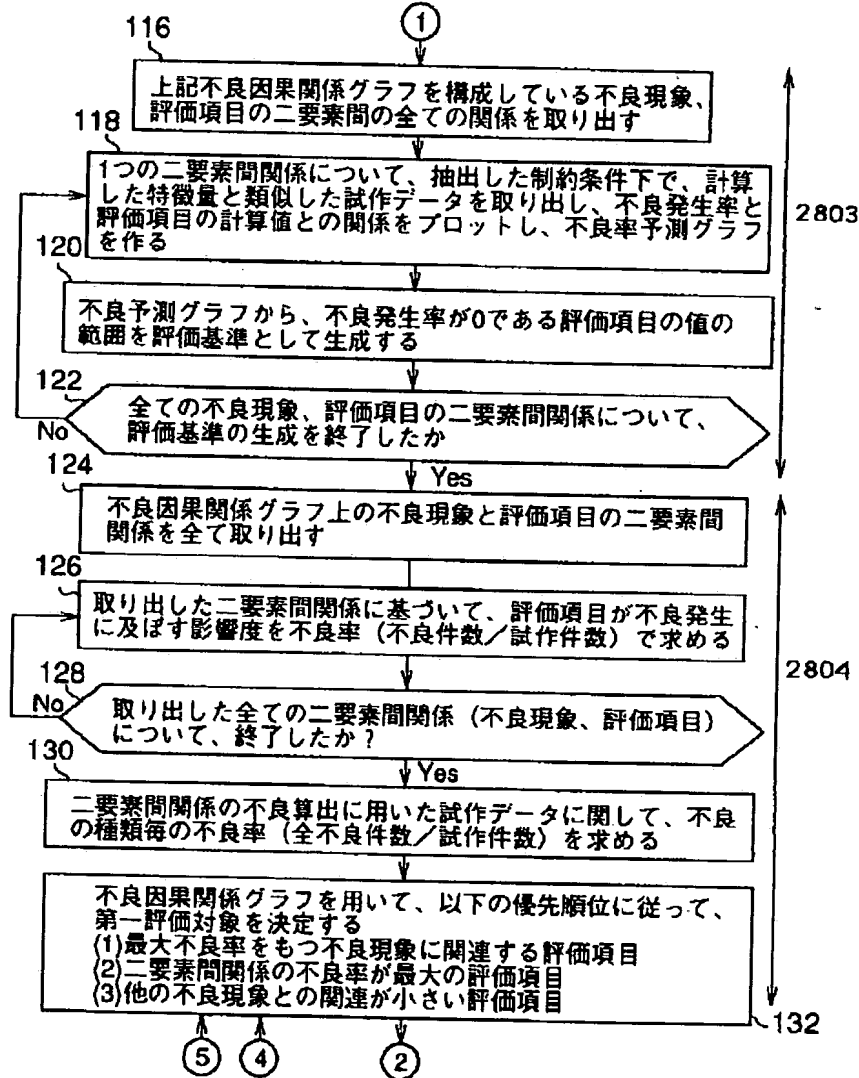 ①
116
上記不良因果関係グラフを構成している不良現象、
評価項目の二要素間の全ての関係を取り出す
118
1つの二要素間関係について、抽出した制約条件下で、計算
した特徴量と類似した試作データを取り出し、不良発生率と
評価項目の計算値との関係をプロットし、不良率予測グラフ
を作る
2803
120
不良予測グラフから、不良発生率が0である評価項目の値の
範囲を評価基準として生成する
122
全ての不良現象、評価項目の二要素間関係について、
評価基準の生成を終了したか
No
Yes
124
不良因果関係グラフ上の不良現象と評価項目の二要素間
関係を全て取り出す
126
取り出した二要素間関係に基づいて、評価項目が不良発生
に及ぼす影響度を不良率（不良件数／試作件数）で求める
2804
128
No
取り出した全ての二要素間関係（不良現象、評価項目）
について、終了したか？
Yes
130
二要素間関係の不良算出に用いた試作データに関して、不良
の種類毎の不良率（全不良件数／試作件数）を求める
不良因果関係グラフを用いて、以下の優先順位に従って、
第一評価対象を決定する
(1)最大不良率をもつ不良現象に関連する評価項目
(2)二要素間関係の不良率が最大の評価項目
(3)他の不良現象との関連が小さい評価項目
132
⑤ ④ ②